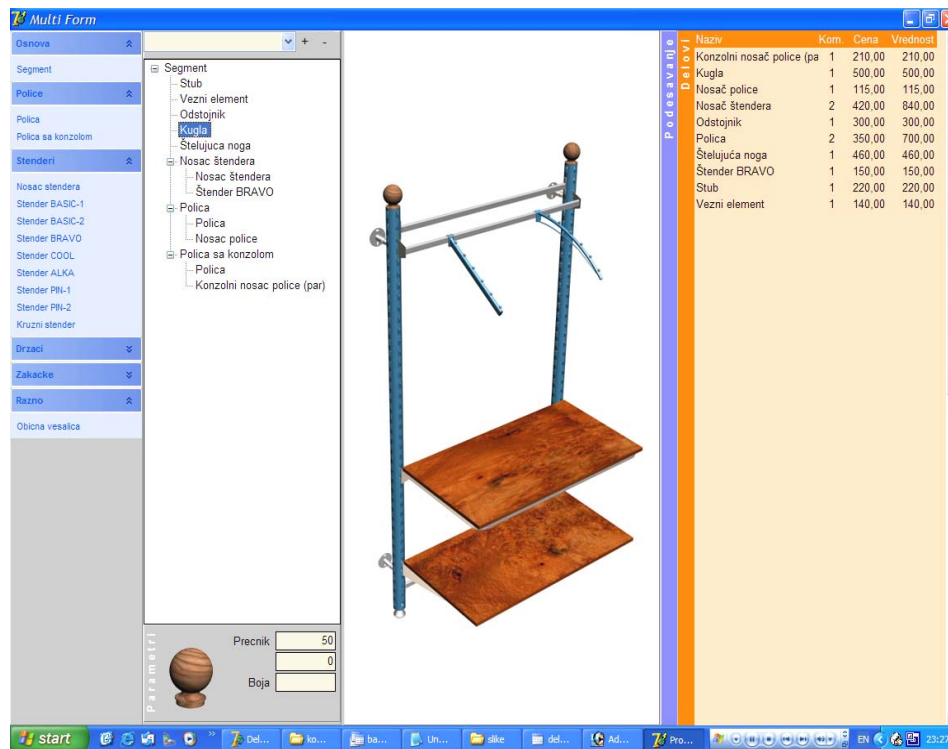 Multi Form
Osnova
Segment
Police
Polica
Polica sa konzolom
Stenderi
Nosac stendera
Stender BASIC-1
Stender BASIC-2
Stender BRAVO
Stender COOL
Stender ALKA
Stender PIN-1
Stender PIN-2
Kruzni stender
Drzaci
Zakacke
Razno
Obicna vesalica
+ -
Segment
Stub
Vezni element
Odstojnik
Kugla
Štelujuca noga
Nosac štendera
Nosac štendera
Štender BRAVO
Polica
Polica
Nosac police
Polica sa konzolom
Polica
Konzolni nosac police (par)
Parametri
Precnik 50
0
Boja
Podesavanje
Delovi
Naziv Kom. Cena Vrednost
Konzolni nosač police (pa 1 210,00 210,00
Kugla 1 500,00 500,00
Nosač police 1 115,00 115,00
Nosač štendera 2 420,00 840,00
Odstojnik 1 300,00 300,00
Polica 2 350,00 700,00
Štelujuća noga 1 460,00 460,00
Štender BRAVO 1 150,00 150,00
Stub 1 220,00 220,00
Vezni element 1 140,00 140,00
start » Del... ko... ba... Un... slike del... Ad... Pro... EN 23:27